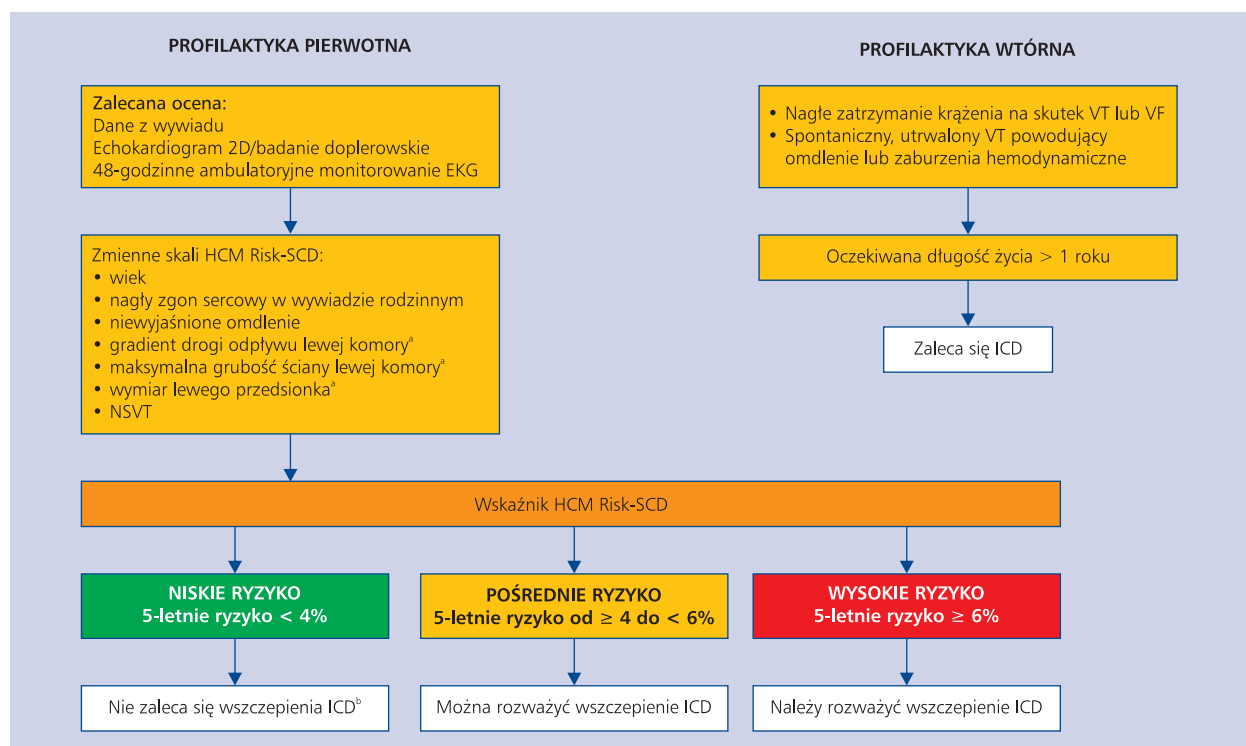 PROFILAKTYKA PIERWOTNA
Zalecana ocena:
Dane z wywiadu
Echokardiogram 2D/badanie doplerowskie
48-godzinne ambulatoryjne monitorowanie EKG
Zmienne skali HCM Risk-SCD:
• wiek
• nagły zgon sercowy w wywiadzie rodzinnym
• niewyjaśnione omdlenie
• gradient drogi odpływu lewej komoryᵃ
• maksymalna grubość ściany lewej komoryᵃ
• wymiar lewego przedsionkaᵃ
• NSVT
PROFILAKTYKA WTÓRNA
• Nagłe zatrzymanie krążenia na skutek VT lub VF
• Spontaniczny, utrwalony VT powodujący
omdlenie lub zaburzenia hemodynamiczne
Oczekiwana długość życia > 1 roku
Zaleca się ICD
Wskaźnik HCM Risk-SCD
NISKIE RYZYKO
5-letnie ryzyko < 4%
Nie zaleca się wszczepienia ICDᵇ
POŚREDNIE RYZYKO
5-letnie ryzyko od ≥ 4 do < 6%
Można rozważyć wszczepienie ICD
WYSOKIE RYZYKO
5-letnie ryzyko ≥ 6%
Należy rozważyć wszczepienie ICD